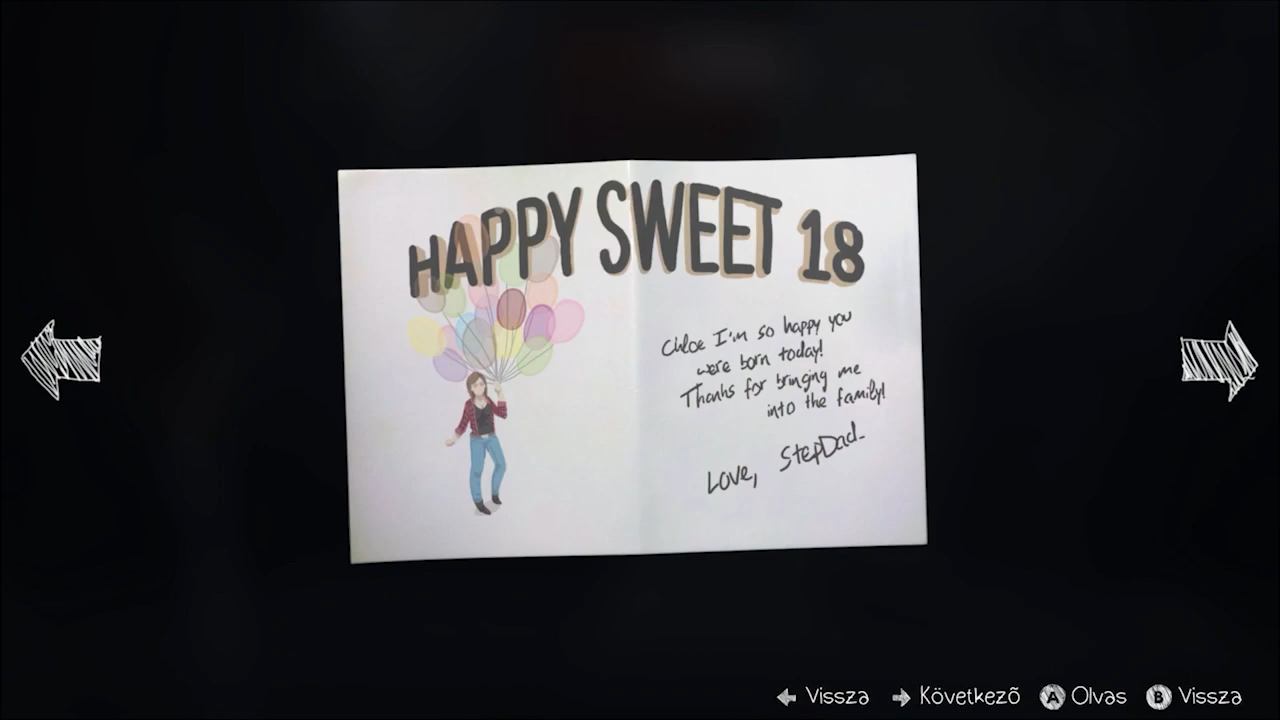 HAPPY SWEET 18
Chloe I'm so happy you
were born today!
Thanks for bringing me
into the family!
Love, StepDad
Vissza Következõ A Olvas B Vissza